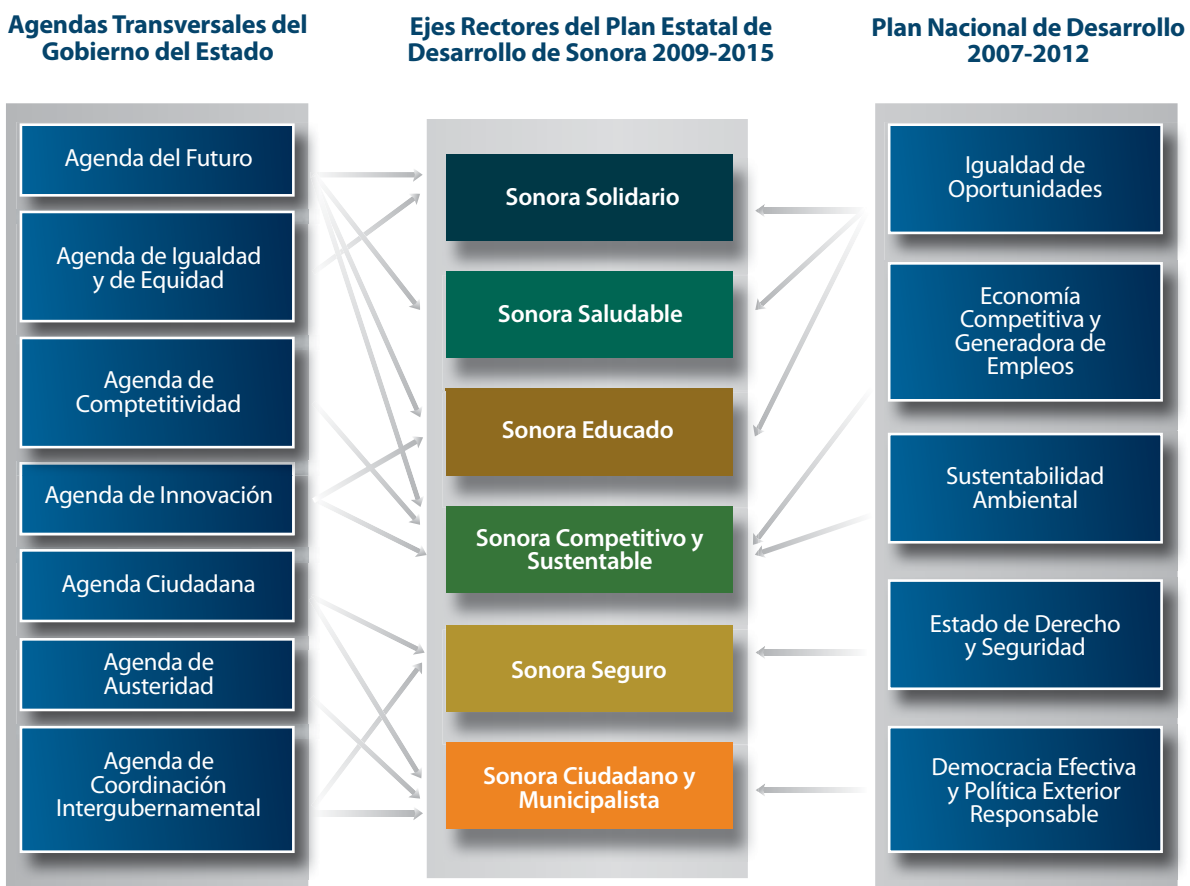 Agendas Transversales del
Gobierno del Estado
Agenda del Futuro
Agenda de Igualdad
y de Equidad
Agenda de
Comptetitividad
Agenda de Innovación
Agenda Ciudadana
Agenda de
Austeridad
Agenda de
Coordinación
Intergubernamental
Ejes Rectores del Plan Estatal de
Desarrollo de Sonora 2009-2015
Sonora Solidario
Sonora Saludable
Sonora Educado
Sonora Competitivo y
Sustentable
Sonora Seguro
Sonora Ciudadano y
Municipalista
Plan Nacional de Desarrollo
2007-2012
Igualdad de
Oportunidades
Economía
Competitiva y
Generadora de
Empleos
Sustentabilidad
Ambiental
Estado de Derecho
y Seguridad
Democracia Efectiva
y Política Exterior
Responsable